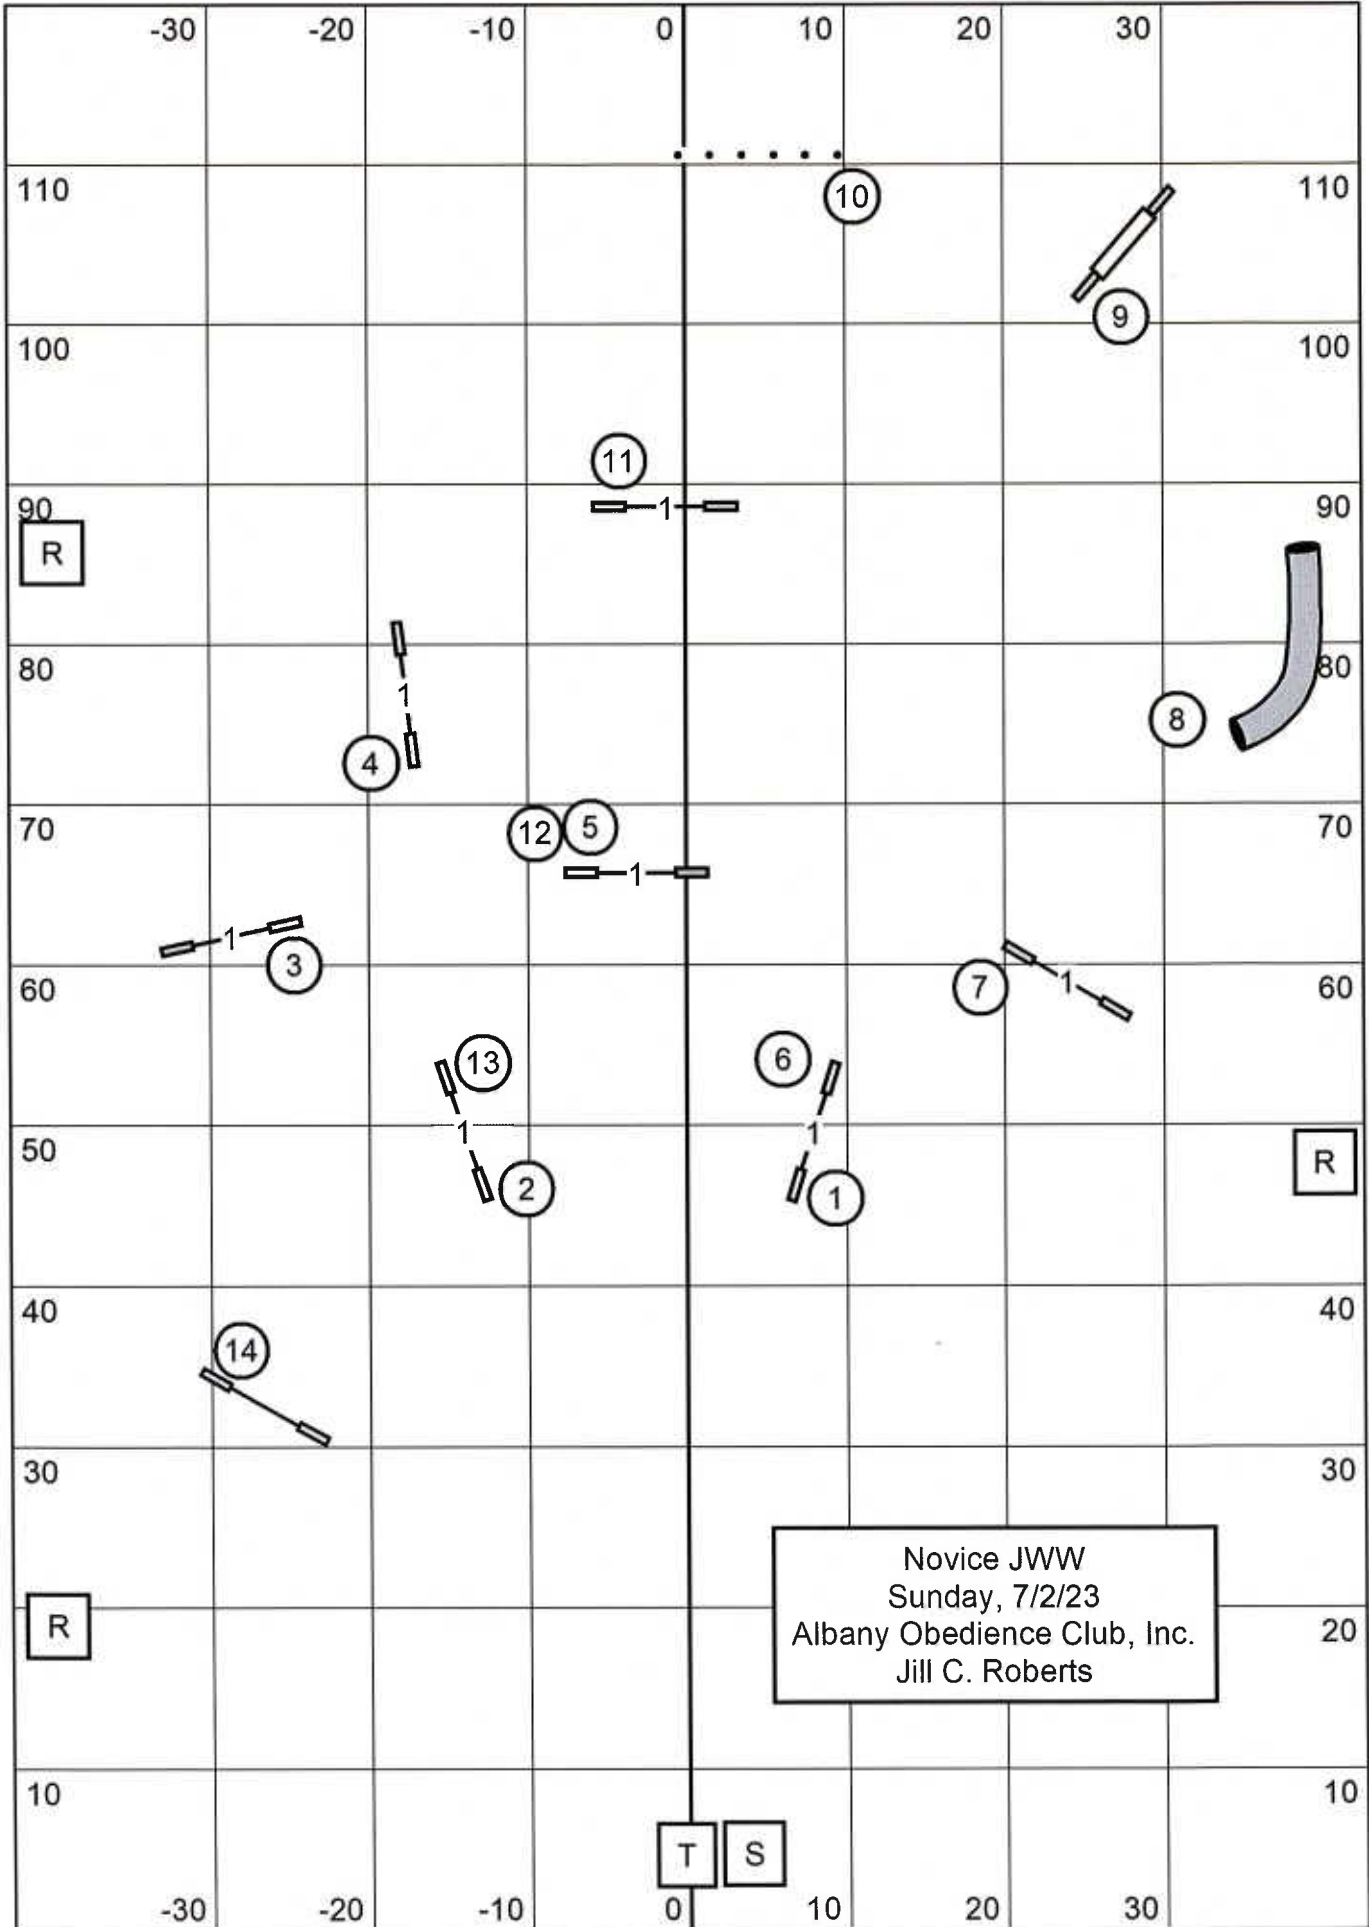 -30 -20 -10 0 10 20 30
110 10 110
9
100 100
11
90 1 90
R
80 80
1 8
4
70 12 5 70
1
1
3 7 1
60 60
13 6
1 1
50 R
2 1
40 40
14
30 30
Novice JWW
Sunday, 7/2/23
Albany Obedience Club, Inc.
Jill C. Roberts
R 20
10 10
T S
-30 -20 -10 0 10 20 30